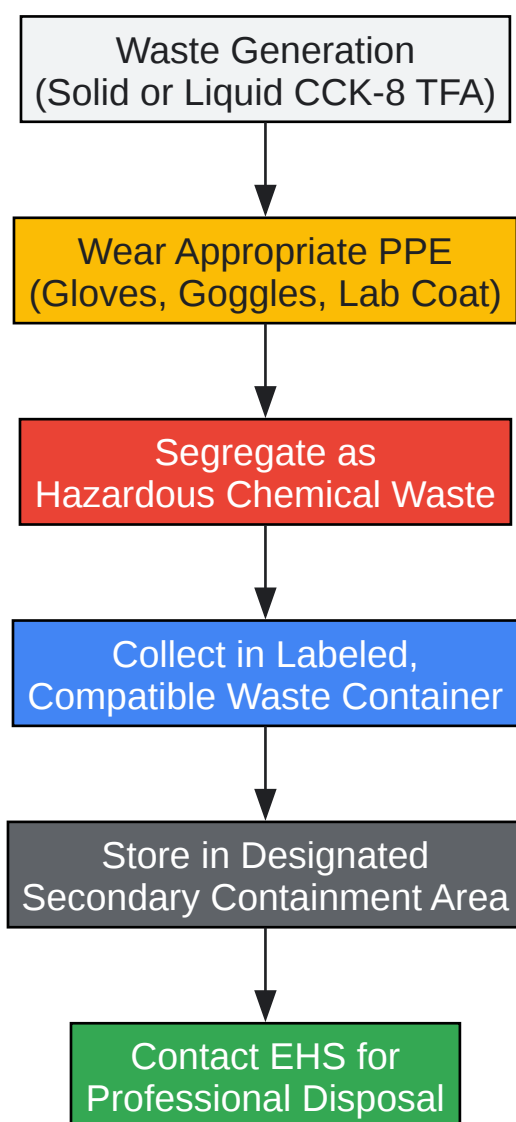 Waste Generation
(Solid or Liquid CCK-8 TFA)
Wear Appropriate PPE
(Gloves, Goggles, Lab Coat)
Segregate as
Hazardous Chemical Waste
Collect in Labeled,
Compatible Waste Container
Store in Designated
Secondary Containment Area
Contact EHS for
Professional Disposal